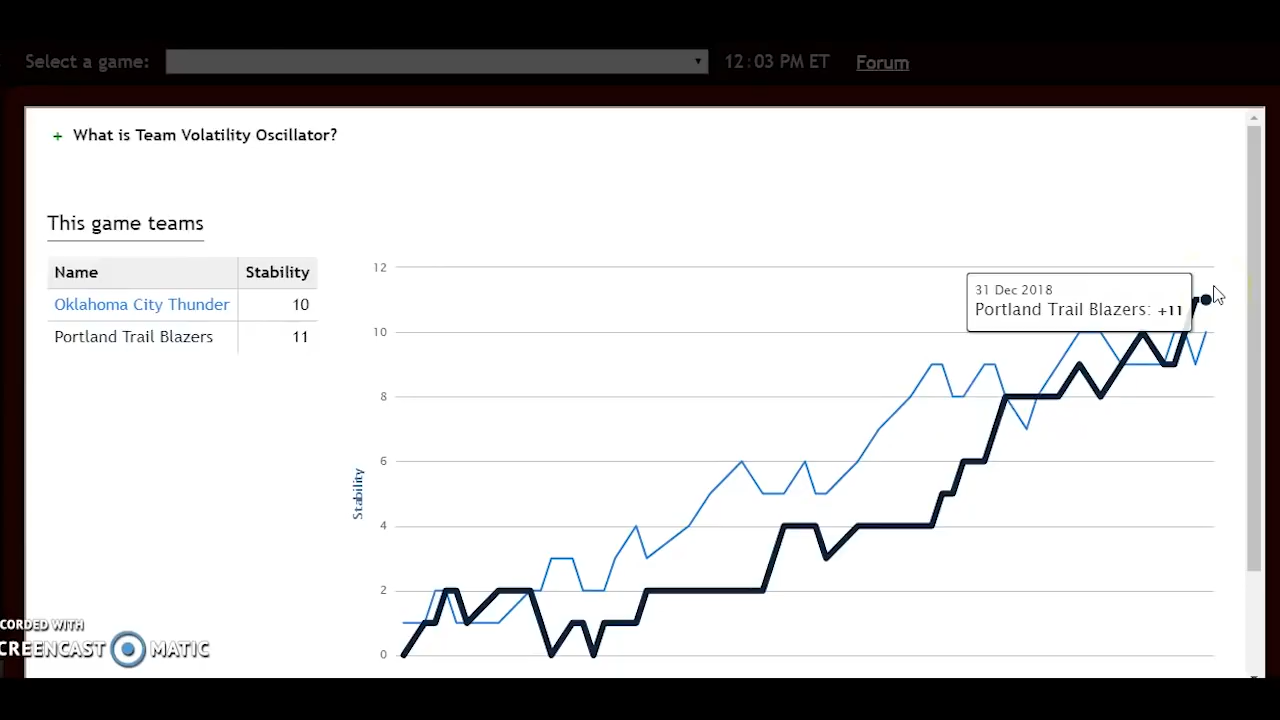 Select a game:
12:03 PM ET
Forum
+ What is Team Volatility Oscillator?
This game teams
Name Stability
Oklahoma City Thunder 10
Portland Trail Blazers 11
12
10
8
6
4
2
0
Stability
31 Dec 2018
Portland Trail Blazers: +11
CORDED WITH
CREENCAST MATIC